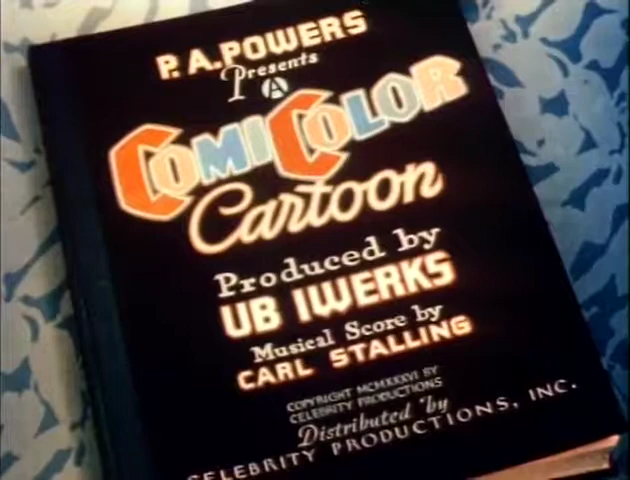 P. A. POWERS
Presents
A
COMICOLOR
Cartoon
Produced by
UB IWERKS
Musical Score by
CARL STALLING
COPYRIGHT MCMXXXVI BY
CELEBRITY PRODUCTIONS
Distributed by
CELEBRITY PRODUCTIONS, INC.